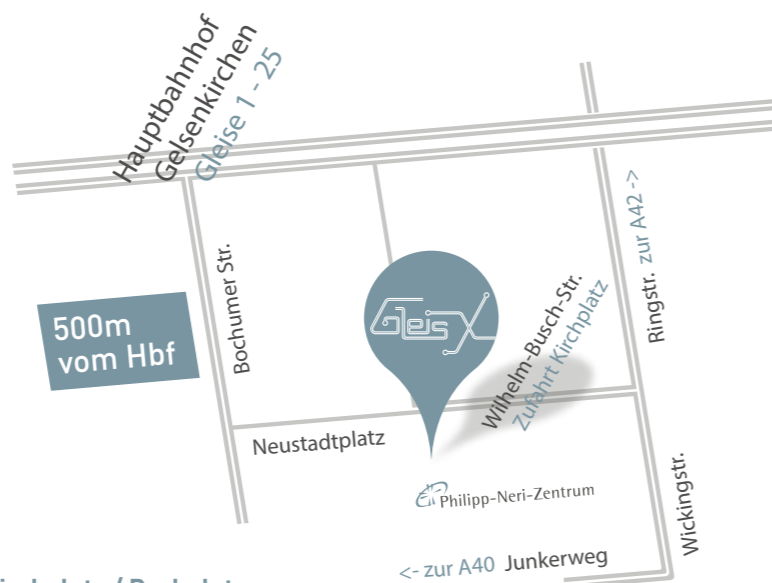 Hauptbahnhof
Gelsenkirchen
Gleise 1 - 25
500m
vom Hbf
Bochumer Str.
GleisX
Wilhelm-Busch-Str.
Zufahrt Kirchplatz
Ringstr. zur A42 ->
Neustadtplatz
Philipp-Neri-Zentrum
Wickingstr.
<- zur A40 Junkerweg